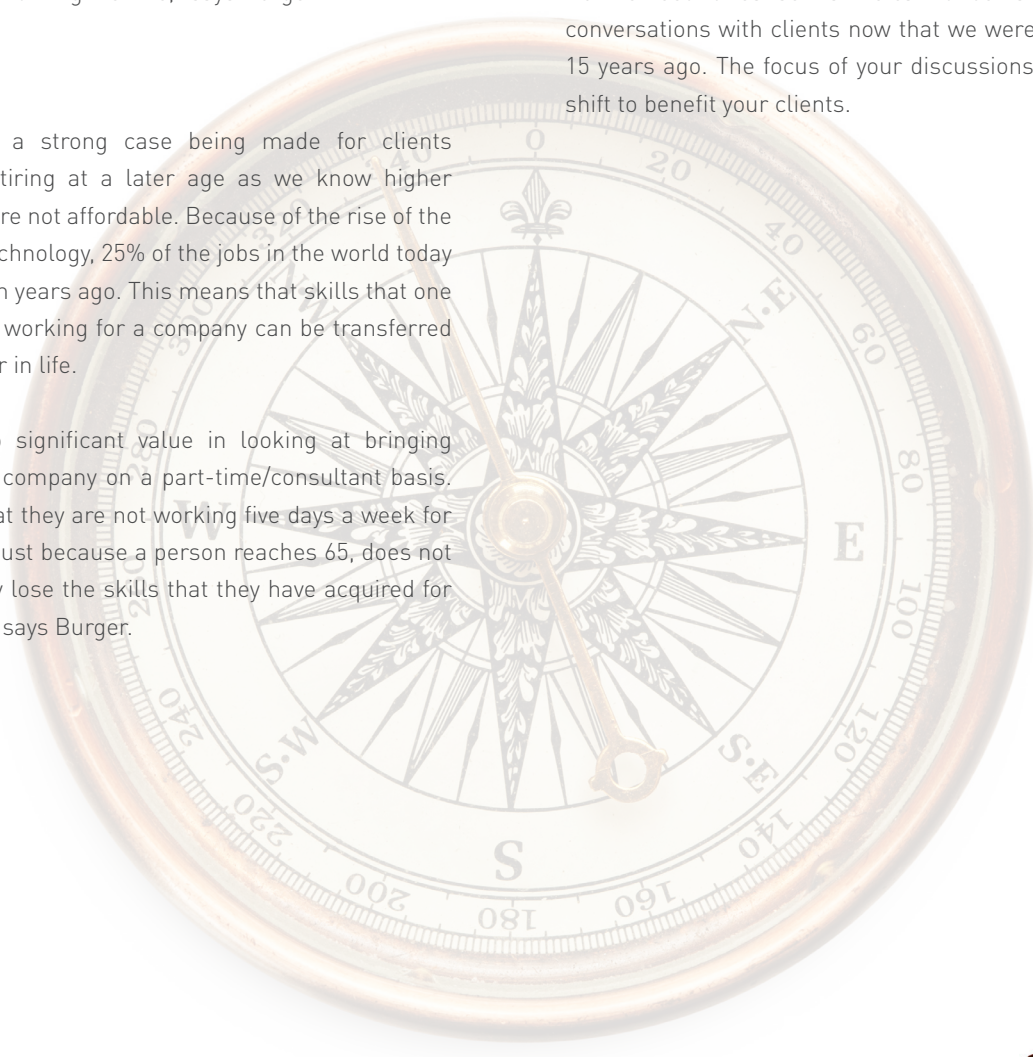 a strong case being made for clients
tiring at a later age as we know higher
re not affordable. Because of the rise of the
chnology, 25% of the jobs in the world today
n years ago. This means that skills that one
working for a company can be transferred
r in life.
significant value in looking at bringing
company on a part-time/consultant basis.
at they are not working five days a week for
ust because a person reaches 65, does not
y lose the skills that they have acquired for
says Burger.
conversations with clients now that we were
15 years ago. The focus of your discussions
shift to benefit your clients.
0
20
40
N·E
60
80
E
100
120
S·E
140
160
S
180
200
220
S·W
240
W
280
300
340